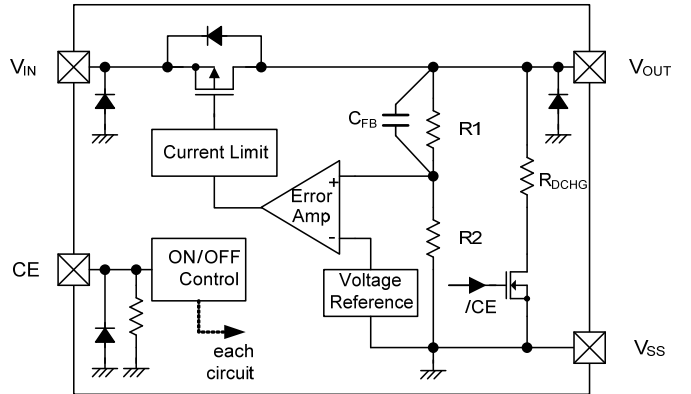 VIN
VOUT
CFB
R1
Current Limit
RDCHG
+
Error
Amp
-
R2
CE
ON/OFF
Control
Voltage
Reference
/CE
each
circuit
VSS